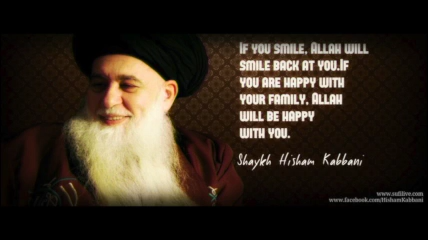 If you smile, Allah will
smile back at you.If
you are happy with
your family, Allah
will be happy
with you.
Shaykh Hisham Kabbani
www.sufilive.com
www.facebook.com/HishamKabbani